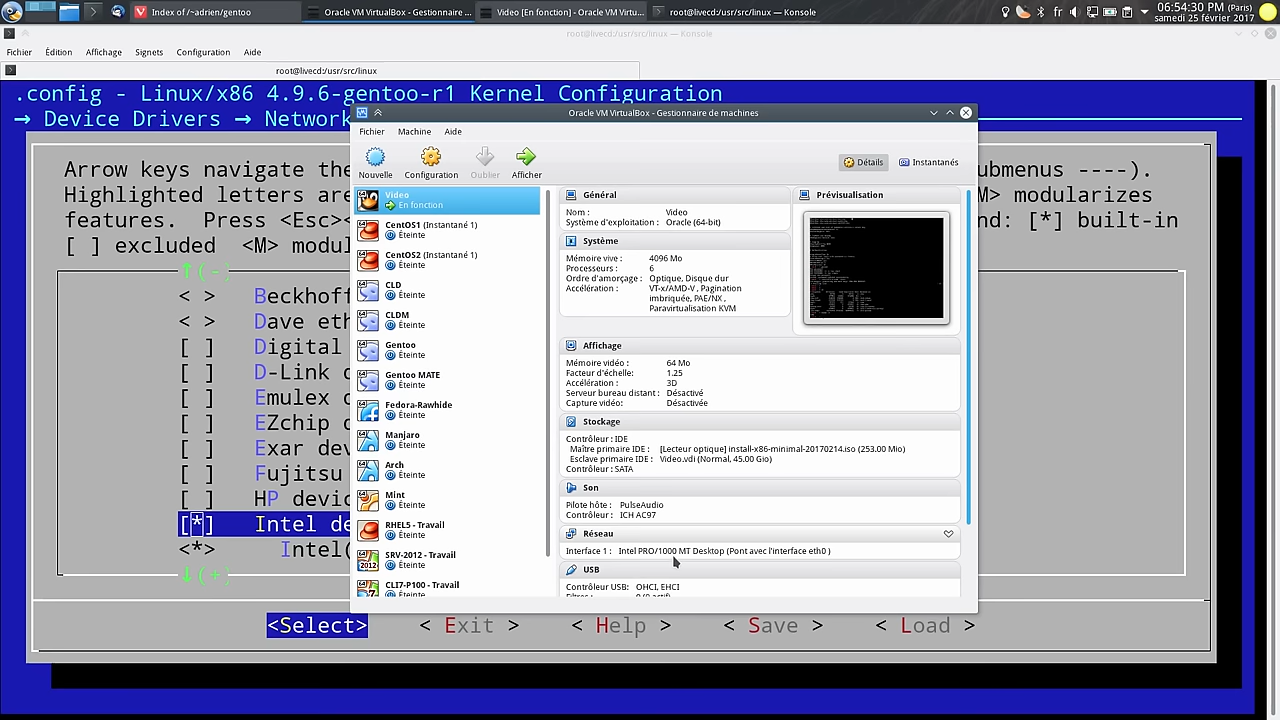 Index of /~adrien/gentoo
Oracle VM VirtualBox - Gestionnaire ...
Video [En fonction] - Oracle VM Virtu...
root@livecd:/usr/src/linux — Konsole
fr
06:54:30 PM (Paris)
samedi 25 février 2017
root@livecd:/usr/src/linux — Konsole
Fichier Édition Affichage Signets Configuration Aide
root@livecd:/usr/src/linux
.config - Linux/x86 4.9.6-gentoo-r1 Kernel Configuration
→ Device Drivers → Network
Arrow keys navigate the
ubmenus ----).
Highlighted letters are
M> modularizes
features. Press <Esc><
nd: [*] built-in
[ ] excluded <M> modul
↑(-)
< > Beckhoff
< > Dave eth
[ ] Digital
[ ] D-Link
[ ] Emulex
[ ] EZchip
[ ] Exar dev
[ ] Fujitsu
[ ] HP devic
[*] Intel de
<*> Intel(
↓(+)
<Select> < Exit > < Help > < Save > < Load >
Oracle VM VirtualBox - Gestionnaire de machines
Fichier Machine Aide
Nouvelle Configuration Oublier Afficher
Détails Instantanés
Video
En fonction
CentOS1 (Instantané 1)
Éteinte
CentOS2 (Instantané 1)
Éteinte
CLD
Éteinte
CLDM
Éteinte
Gentoo
Éteinte
Gentoo MATE
Éteinte
Fedora-Rawhide
Éteinte
Manjaro
Éteinte
Arch
Éteinte
Mint
Éteinte
RHEL5 - Travail
Éteinte
SRV-2012 - Travail
Éteinte
CLI7-P100 - Travail
Éteinte
Général
Nom : Video
Système d'exploitation : Oracle (64-bit)
Système
Mémoire vive : 4096 Mo
Processeurs : 6
Ordre d'amorçage : Optique, Disque dur
Accélération : VT-x/AMD-V , Pagination
imbriquée, PAE/NX ,
Paravirtualisation KVM
Prévisualisation
Affichage
Mémoire vidéo : 64 Mo
Facteur d'échelle : 1.25
Accélération : 3D
Serveur bureau distant : Désactivé
Capture vidéo : Désactivée
Stockage
Contrôleur : IDE
Maître primaire IDE : [Lecteur optique] install-x86-minimal-20170214.iso (253.00 Mio)
Esclave primaire IDE : Video.vdi (Normal, 45.00 Gio)
Contrôleur : SATA
Son
Pilote hôte : PulseAudio
Contrôleur : ICH AC97
Réseau
Interface 1 : Intel PRO/1000 MT Desktop (Pont avec l'interface eth0 )
USB
Contrôleur USB: OHCI, EHCI
Filtres : 0 (0 actif)